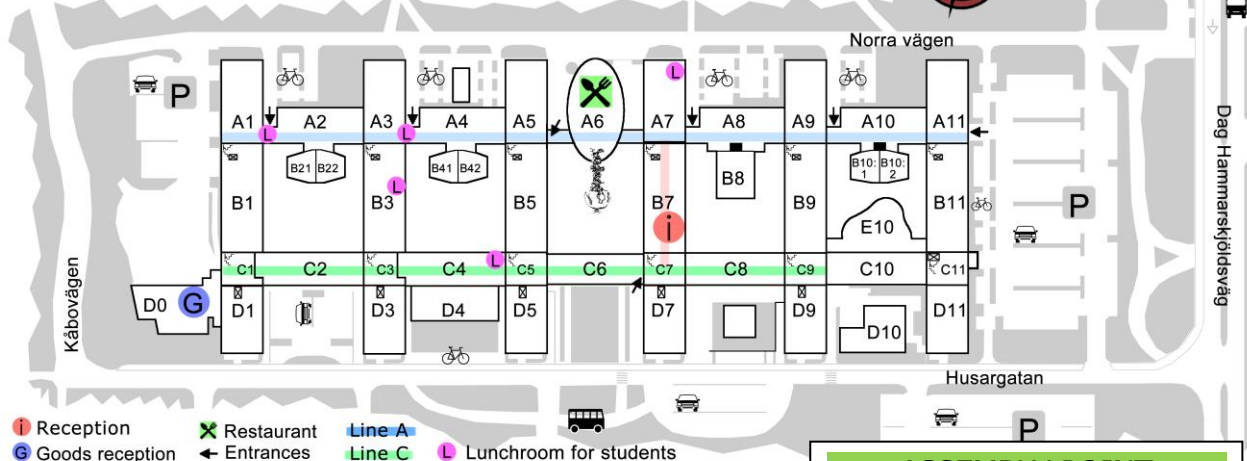 Norra vägen
P
L
A1
A2
A3
A4
A5
A6
A7
A8
A9
A10
A11
L
L
B21
B22
B41
B42
B10:
1
B10:
2
B8
L
B1
B3
B5
B7
B9
B11
P
i
E10
L
C1
C2
C3
C4
C5
C6
C7
C8
C9
C10
C11
D0
G
D1
D3
D4
D5
D7
D9
D10
D11
Kåbovägen
Dag Hammarskjöldsväg
Husargatan
P
i Reception
Restaurant
Line A
G Goods reception
Entrances
Line C
L Lunchroom for students